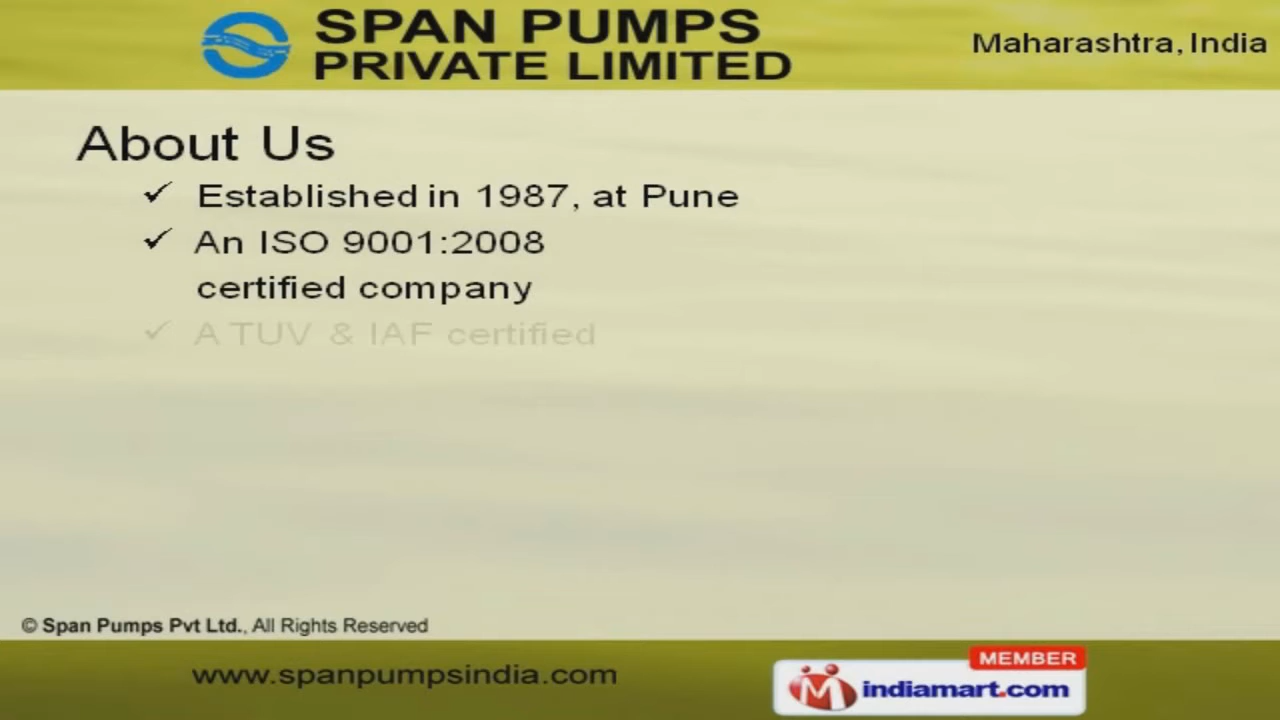 SPAN PUMPS
PRIVATE LIMITED
Maharashtra, India
About Us
✓ Established in 1987, at Pune
✓ An ISO 9001:2008
certified company
✓ A TUV & IAF certified
© Span Pumps Pvt Ltd., All Rights Reserved
www.spanpumpsindia.com
MEMBER
indiamart.com